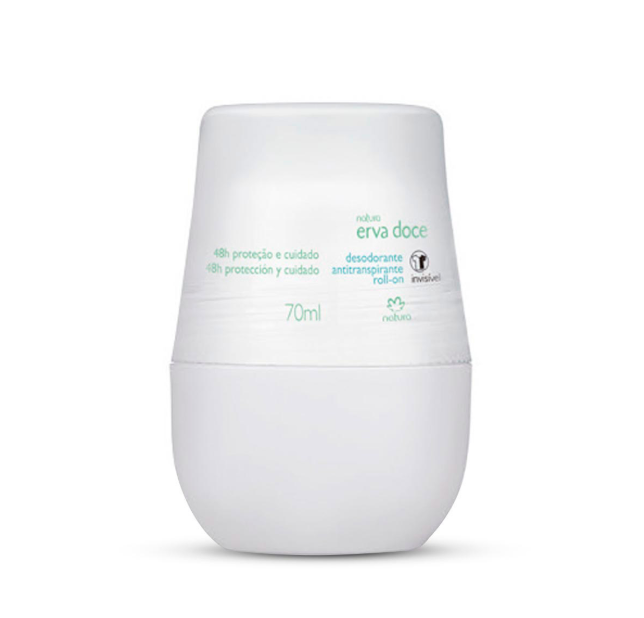 natura
erva doce
48h proteção e cuidado
48h protección y cuidado
desodorante
antitranspirante
roll-on
invisível
70ml
natura